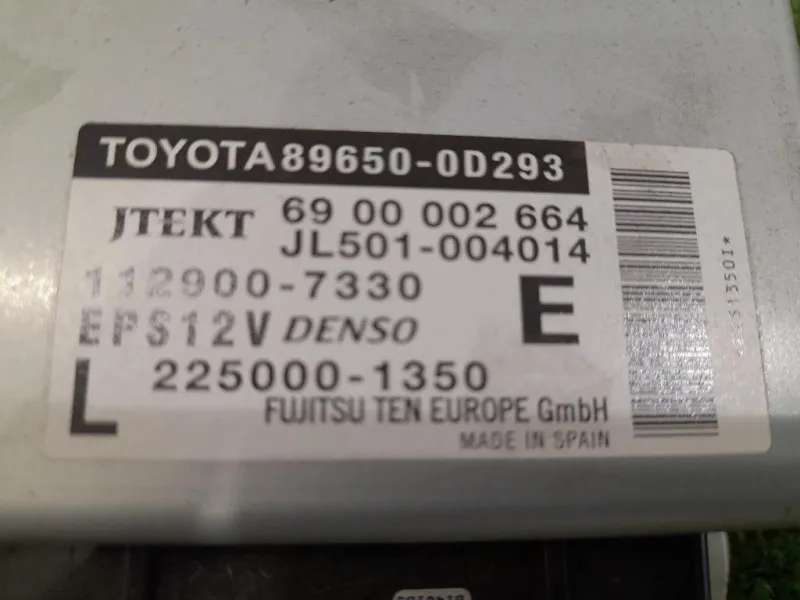 TOYOTA 89650-0D293
JTEKT 69 00 002 664
JL501-004014
112900-7330
EPS12V DENSO E
L 225000-1350
FUJITSU TEN EUROPE GmbH
MADE IN SPAIN